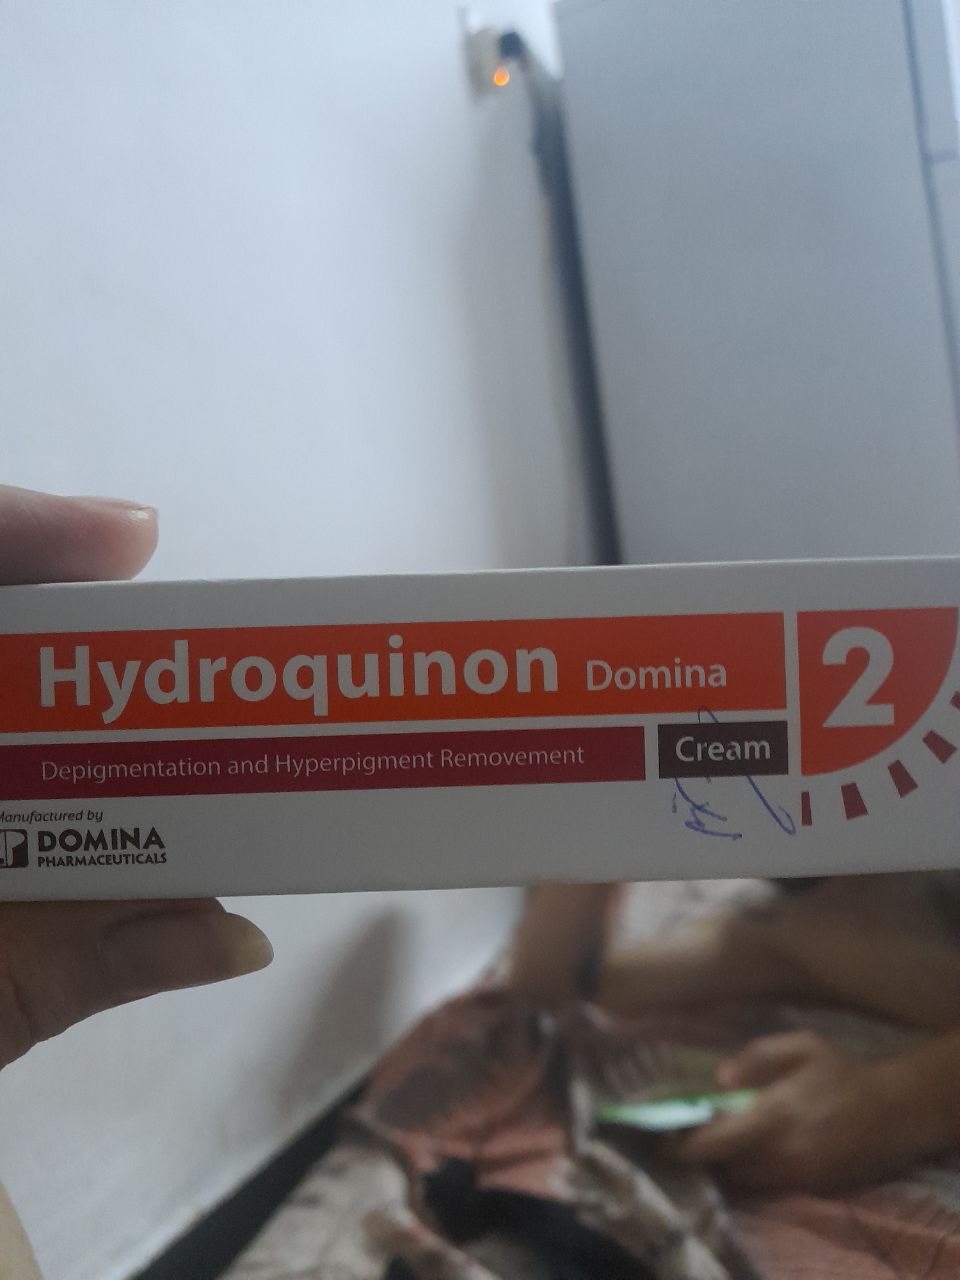 Hydroquinon Domina 2
Depigmentation and Hyperpigment Removement
Cream
Manufactured by
DOMINA
PHARMACEUTICALS